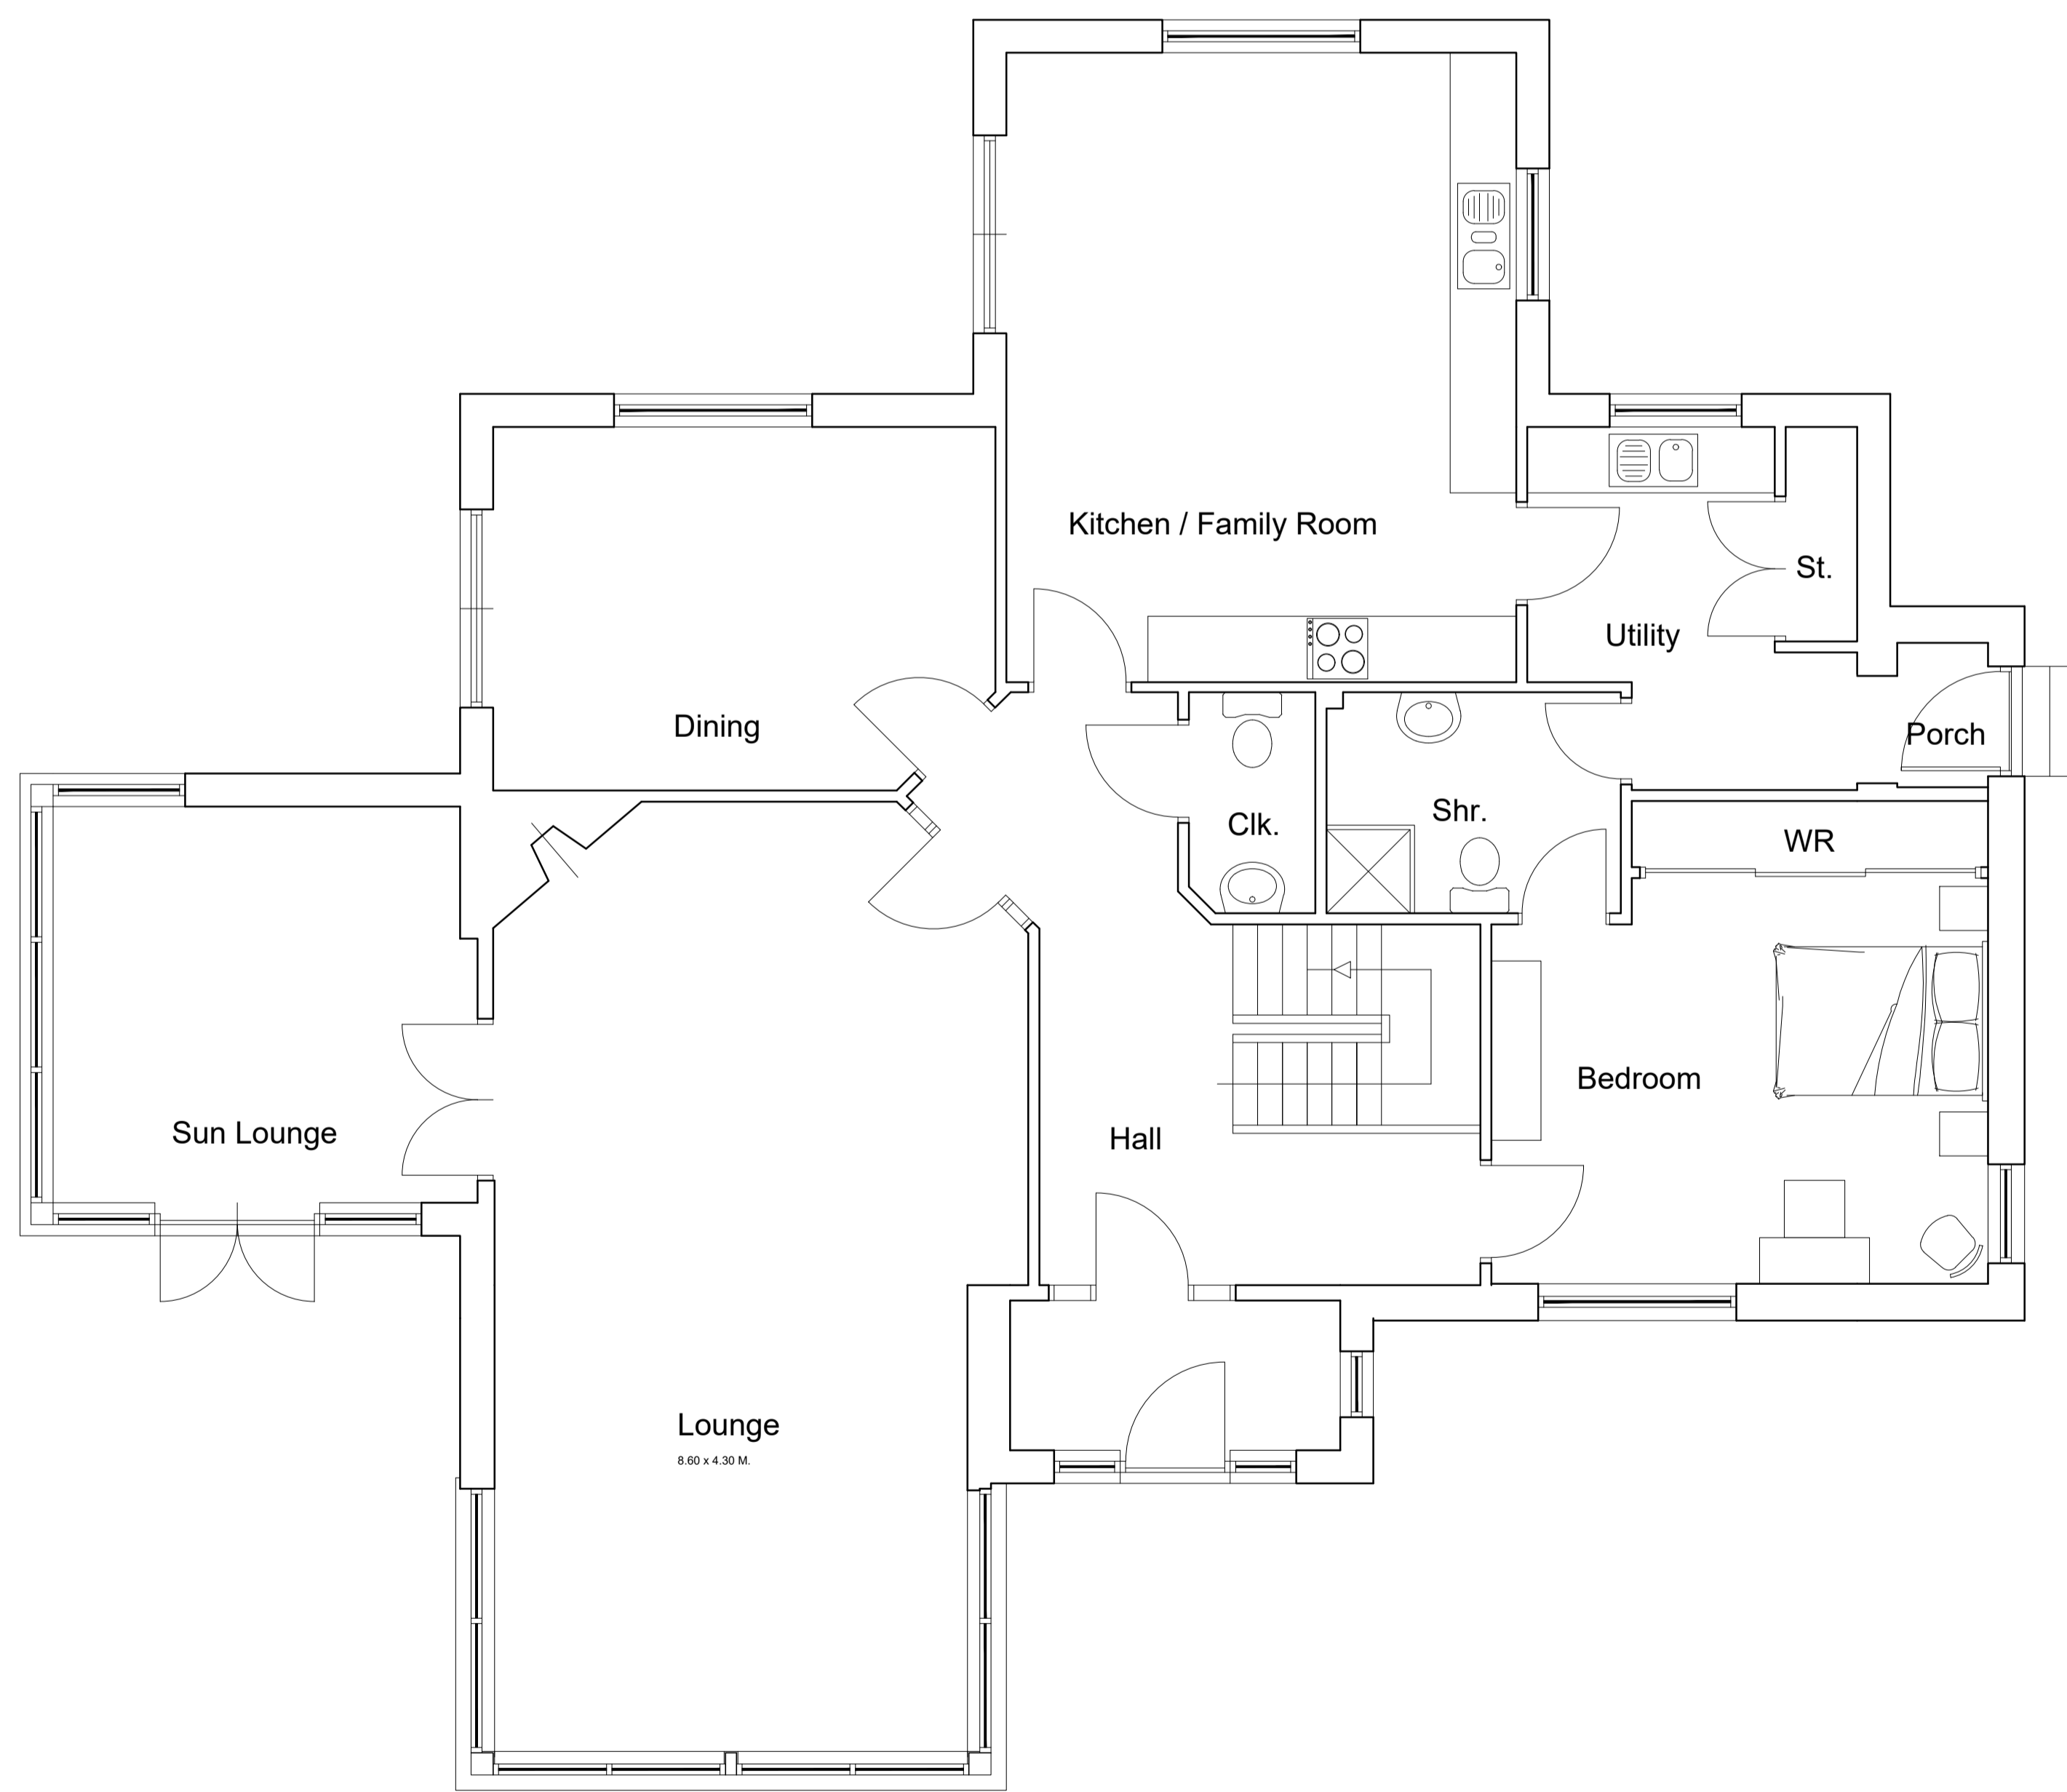 Kitchen / Family Room
St.
Utility
Dining
Porch
Clk.
Shr.
WR
Bedroom
Sun Lounge
Hall
Lounge
8.60 x 4.30 M.